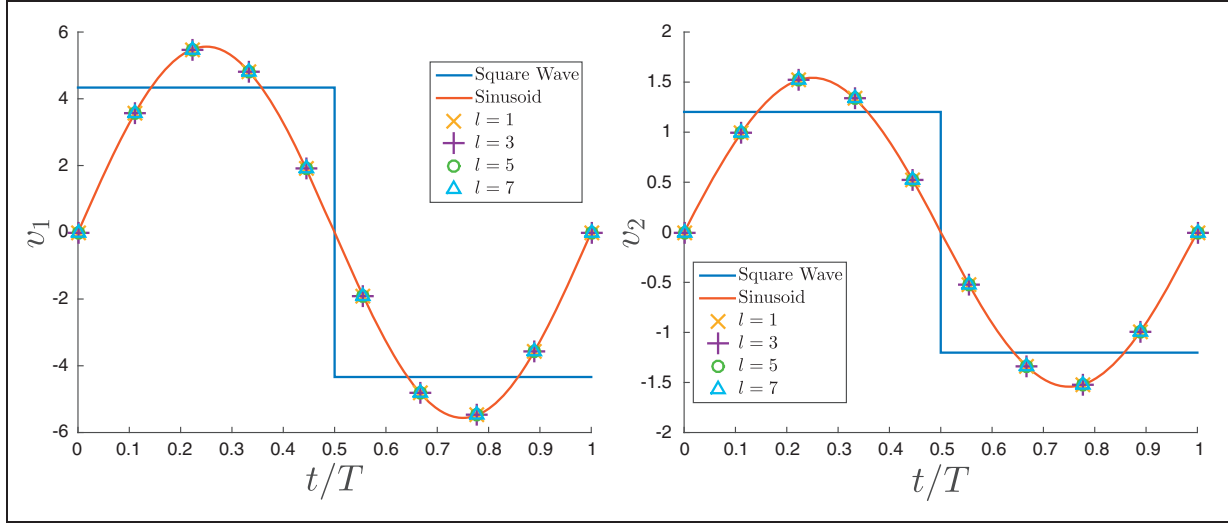 6
4
2
0
-2
-4
-6
v₁
0 0.1 0.2 0.3 0.4 0.5 0.6 0.7 0.8 0.9 1
t/T
Square Wave
Sinusoid
l = 1
l = 3
l = 5
l = 7
2
1.5
1
0.5
0
-0.5
-1
-1.5
-2
v₂
Square Wave
Sinusoid
l = 1
l = 3
l = 5
l = 7
0 0.1 0.2 0.3 0.4 0.5 0.6 0.7 0.8 0.9 1
t/T